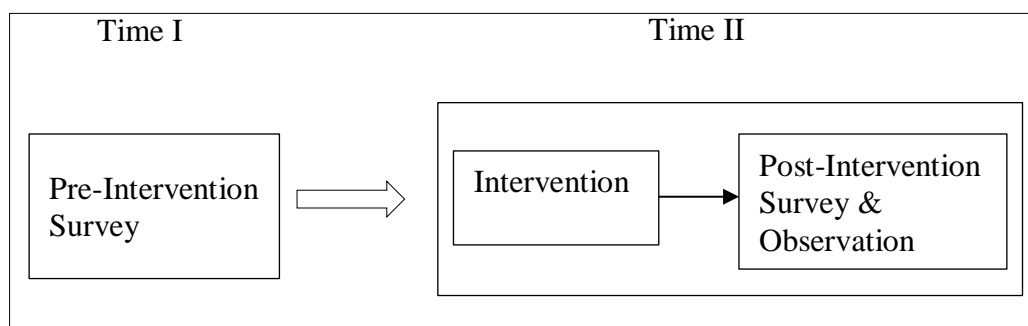 Time I
Time II
Pre-Intervention
Survey
Intervention
Post-Intervention
Survey &
Observation